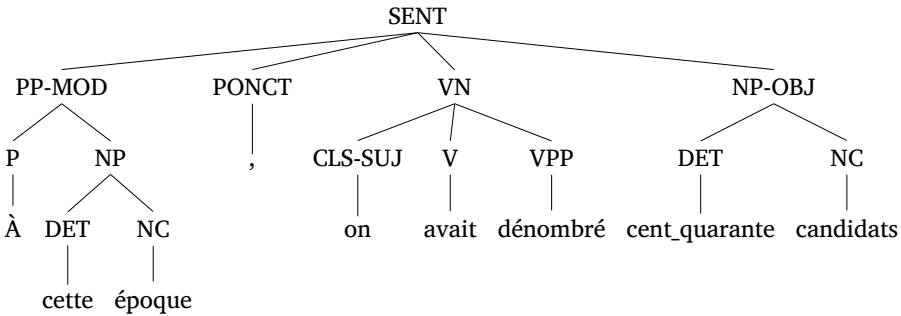 SENT
PP-MOD PONCT VN NP-OBJ
P NP , CLS-SUJ V VPP DET NC
À DET NC on avait dénombré cent_quarante candidats
cette époque